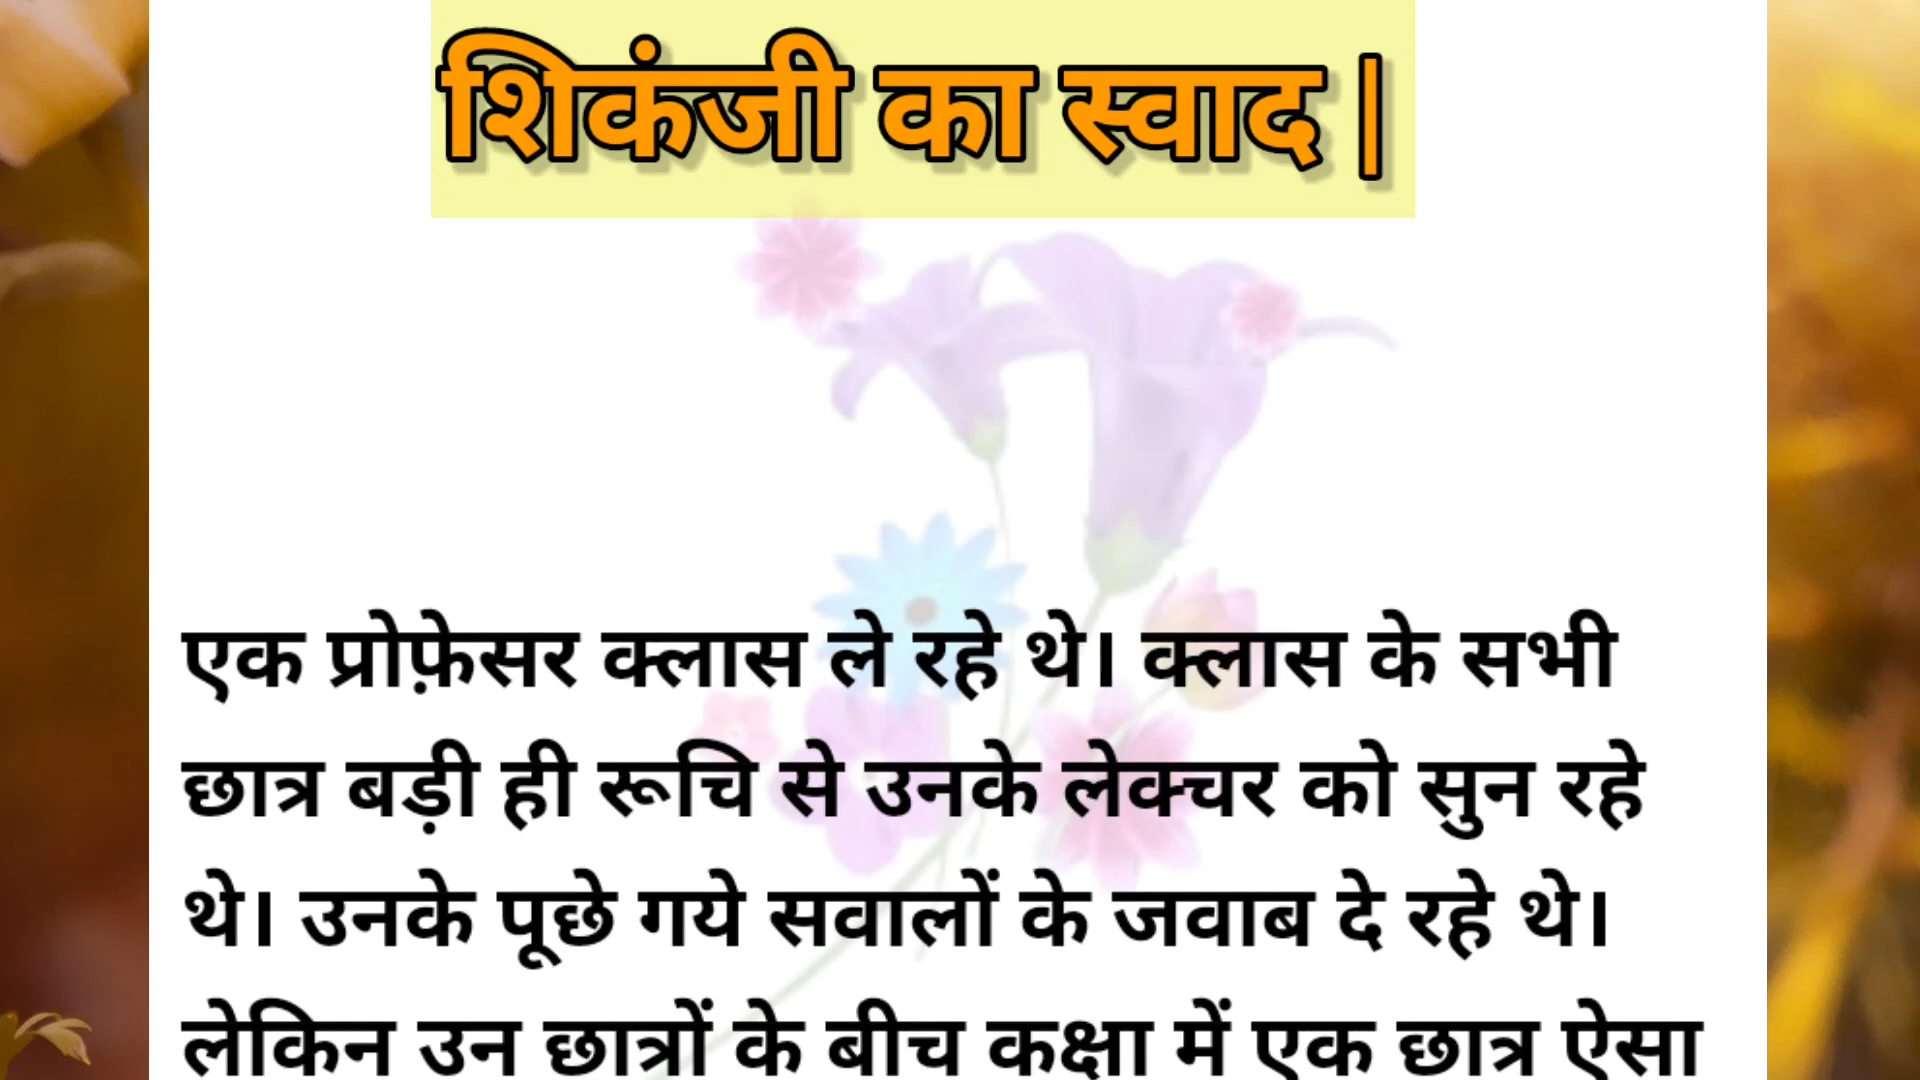 शिकंजी का स्वाद |
एक प्रोफ़ेसर क्लास ले रहे थे। क्लास के सभी
छात्र बड़ी ही रूचि से उनके लेक्चर को सुन रहे
थे। उनके पूछे गये सवालों के जवाब दे रहे थे।
लेकिन उन छात्रों के बीच कक्षा में एक छात्र ऐसा